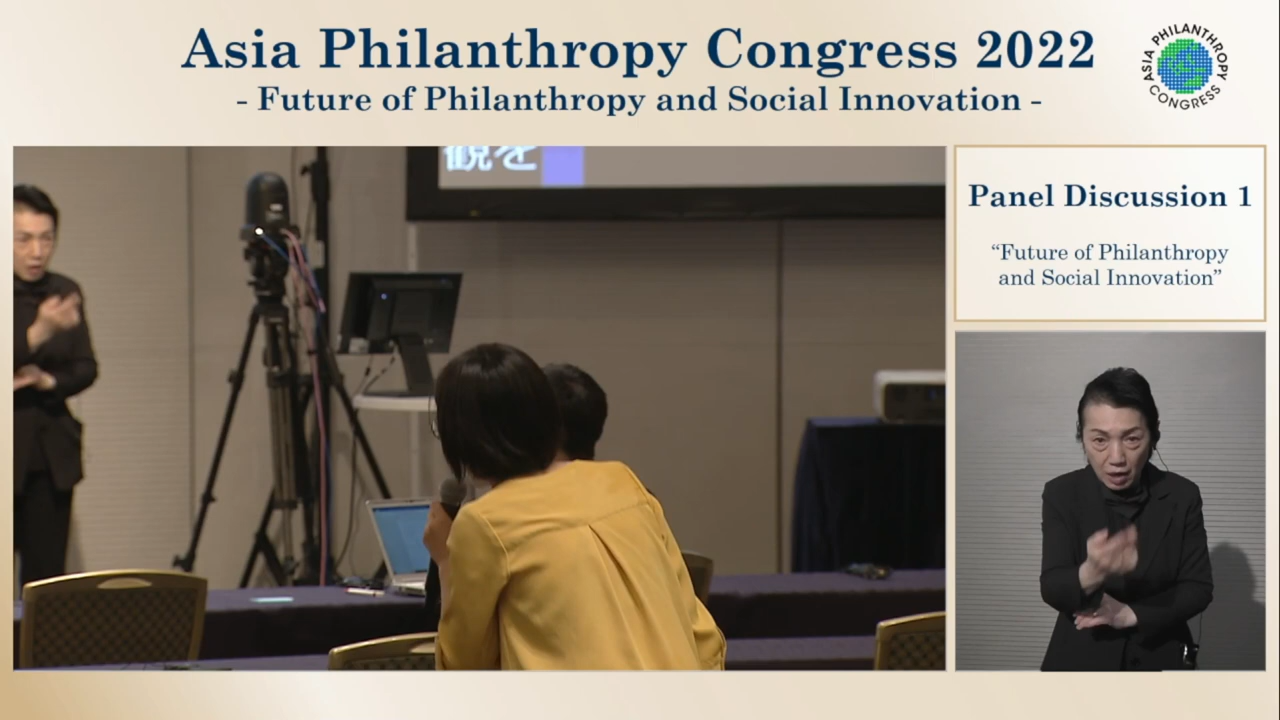 Asia Philanthropy Congress 2022
- Future of Philanthropy and Social Innovation -
ASIA PHILANTHROPY CONGRESS
観を
Panel Discussion 1
“Future of Philanthropy
and Social Innovation”